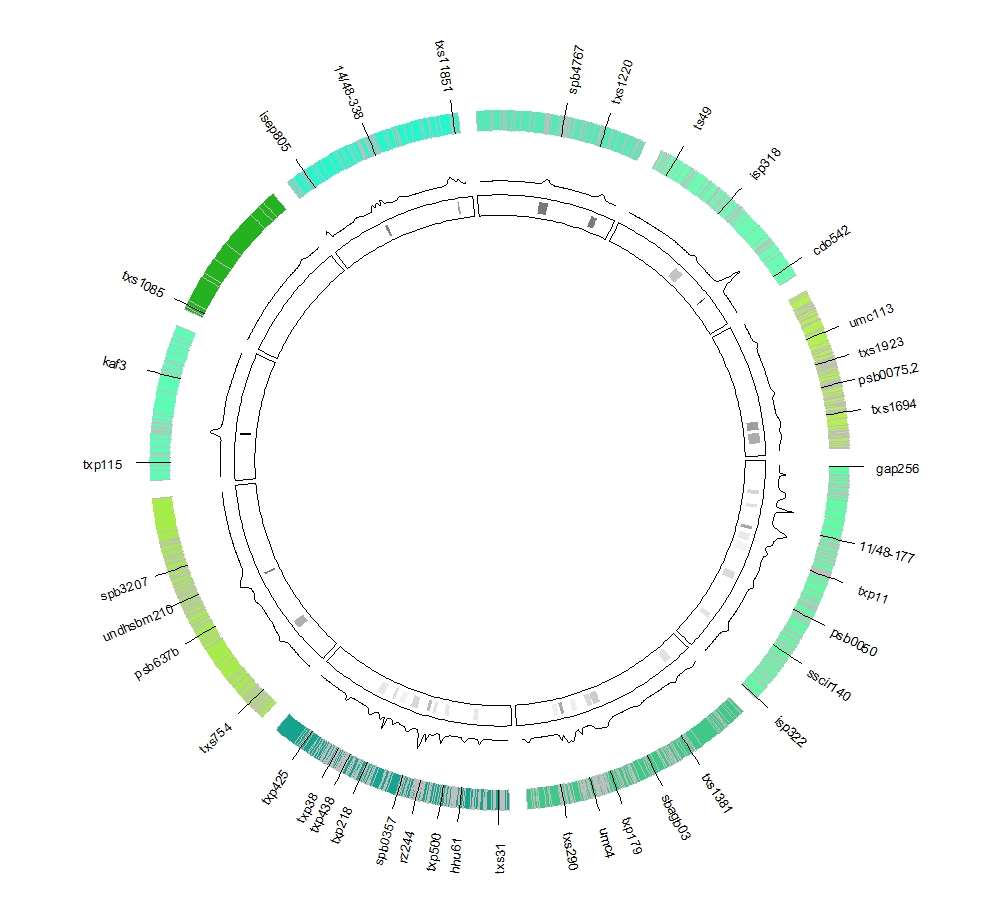 txs11851
spb4767
txs1220
14/48-338
ts49
isep805
isp318
cdo542
txs1085
umc113
txs1923
psb0075.2
kaf3
txs1694
txp115
gap256
11/48-177
spb3207
txp11
undhsbm210
psb0050
psb637b
sscir140
isp322
txs754
txp425
txs1381
txp38
sbagb03
txp438
txp218
txp179
spb0357
umc4
rz244
txs290
txp500
hhu61
txs31